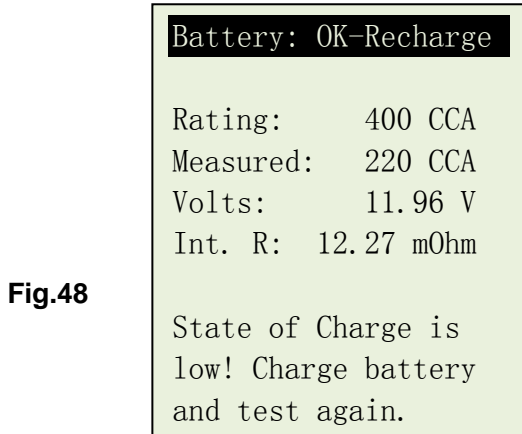 Battery: OK-Recharge
Rating: 400 CCA
Measured: 220 CCA
Volts: 11.96 V
Int. R: 12.27 mOhm
Fig.48
State of Charge is
low! Charge battery
and test again.